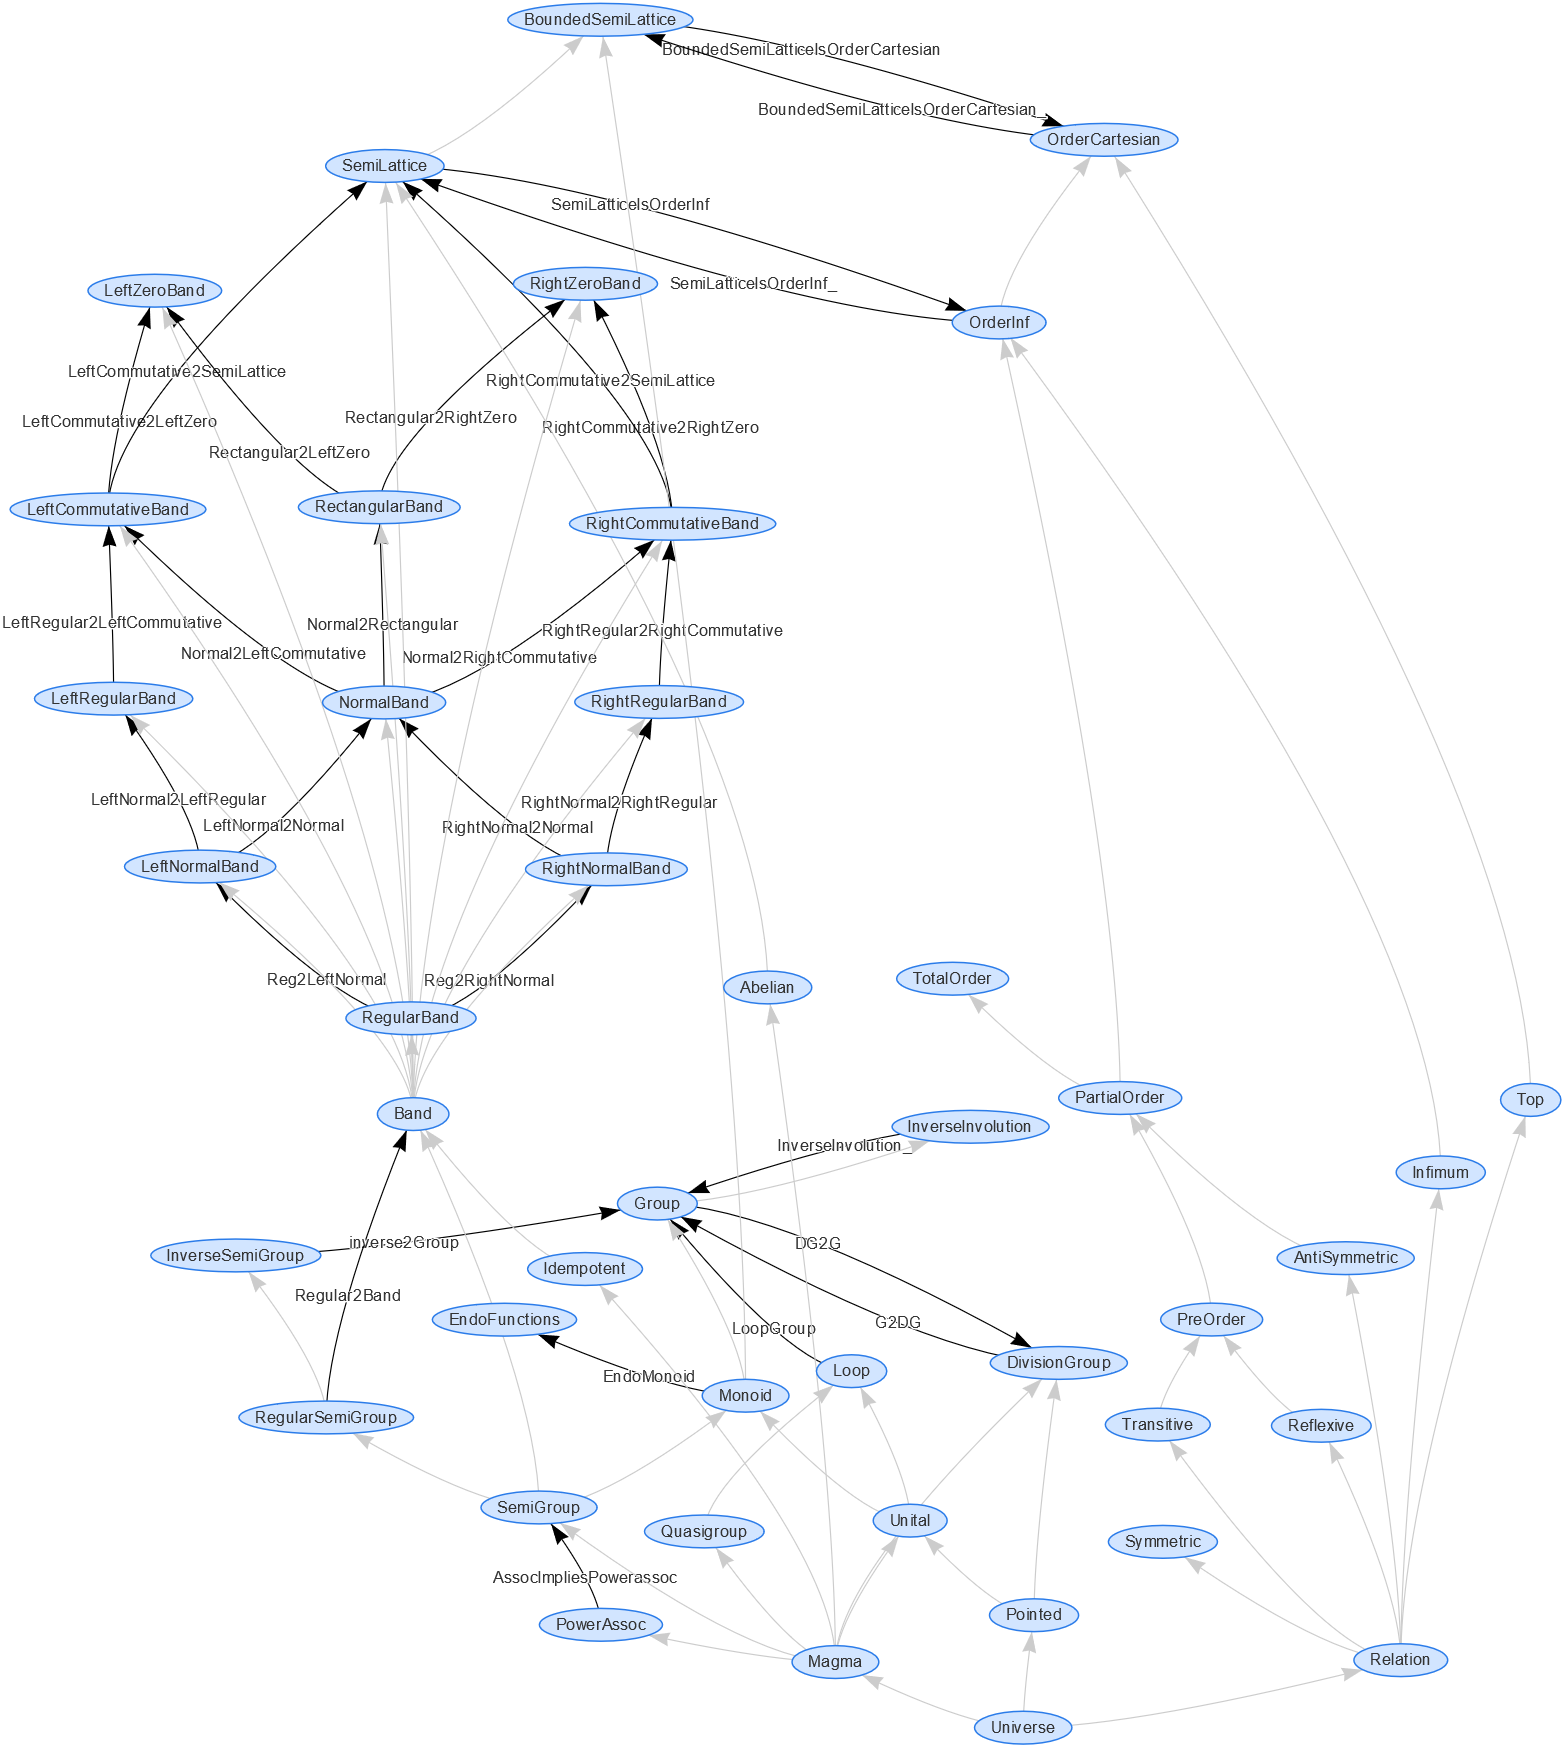 BoundedSemiLattice
BoundedSemiLatticeIsOrderCartesian
BoundedSemiLatticeIsOrderCartesian_
OrderCartesian
SemiLattice
SemiLatticeIsOrderInf
SemiLatticeIsOrderInf_
LeftZeroBand
RightZeroBand
OrderInf
LeftCommutative2SemiLattice
RightCommutative2SemiLattice
LeftCommutative2LeftZero
Rectangular2RightZero
RightCommutative2RightZero
Rectangular2LeftZero
LeftCommutativeBand
RectangularBand
RightCommutativeBand
LeftRegular2LeftCommutative
Normal2Rectangular
RightRegular2RightCommutative
Normal2LeftCommutative
Normal2RightCommutative
LeftRegularBand
NormalBand
RightRegularBand
LeftNormal2LeftRegular
RightNormal2RightRegular
LeftNormal2Normal
RightNormal2Normal
LeftNormalBand
RightNormalBand
Reg2LeftNormal
Reg2RightNormal
Abelian
TotalOrder
RegularBand
Band
PartialOrder
Top
InverseInvolution
InverseInvolution_
Infimum
Group
inverse2Group
DG2G
InverseSemiGroup
Idempotent
AntiSymmetric
Regular2Band
EndoFunctions
LoopGroup
G2DG
PreOrder
EndoMonoid
Loop
DivisionGroup
Monoid
RegularSemiGroup
Transitive
Reflexive
SemiGroup
Quasigroup
Unital
Symmetric
AssocImpliesPowerassoc
PowerAssoc
Pointed
Magma
Relation
Universe